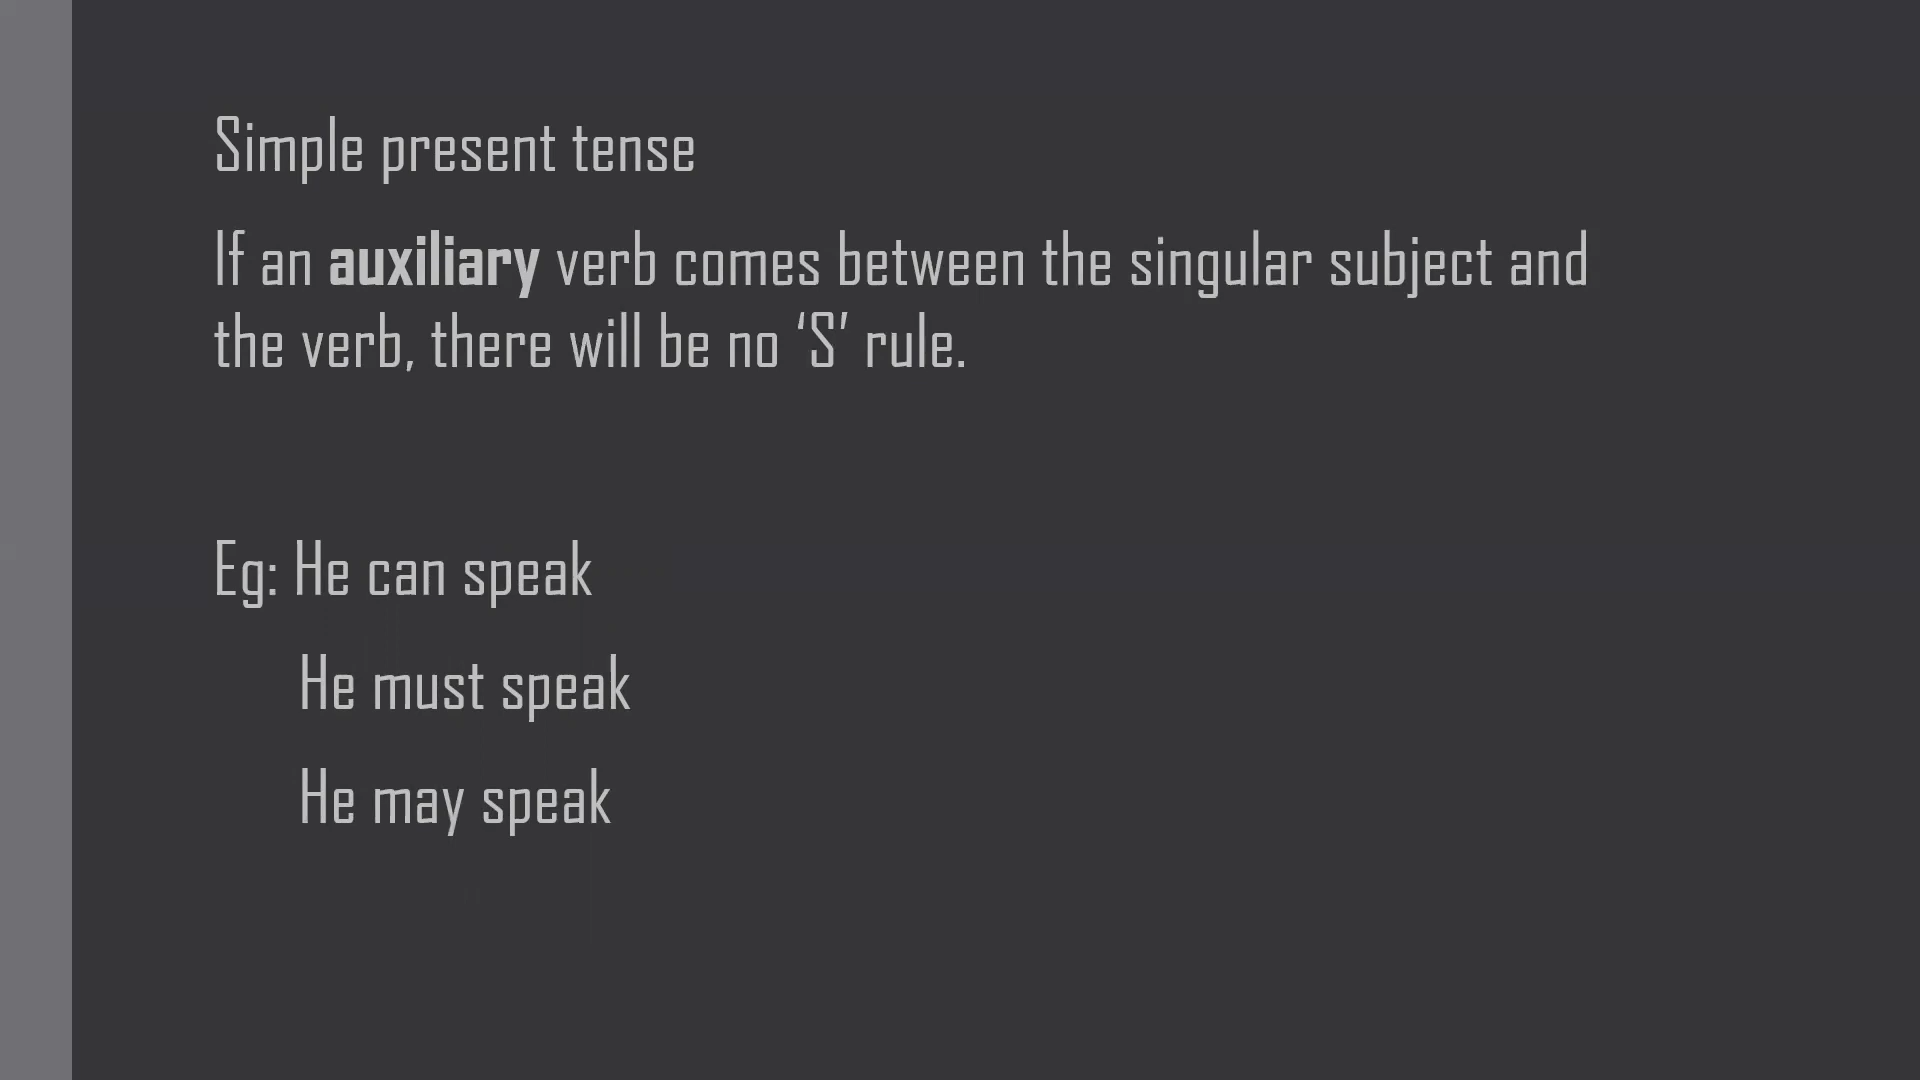 Simple present tense
If an auxiliary verb comes between the singular subject and
the verb, there will be no ‘S’ rule.
Eg: He can speak
He must speak
He may speak